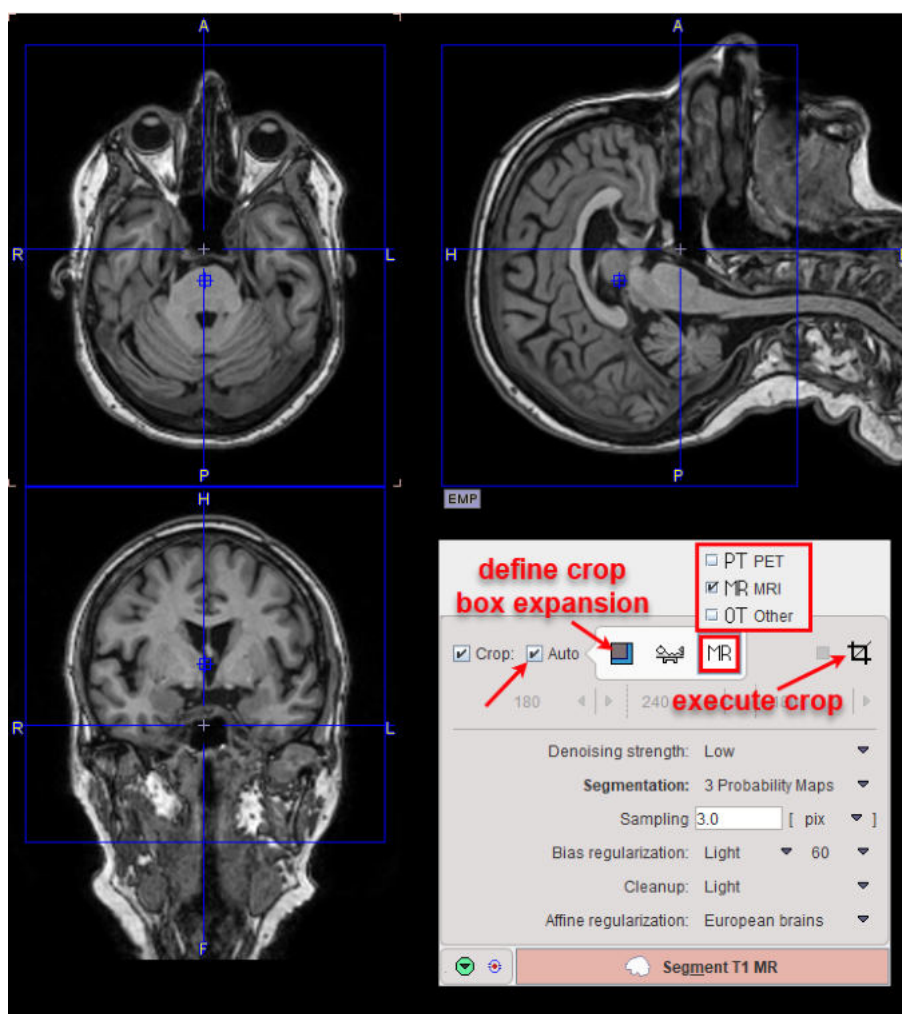 A
A
R
L
H
P
P
EMP
H
R
L
F
PT PET
MR MRI
OT Other
define crop
box expansion
Crop:
Auto
MR
execute crop
180
240
Denoising strength: Low
Segmentation: 3 Probability Maps
Sampling 3.0 [ pix ]
Bias regularization: Light 60
Cleanup: Light
Affine regularization: European brains
Segment T1 MR